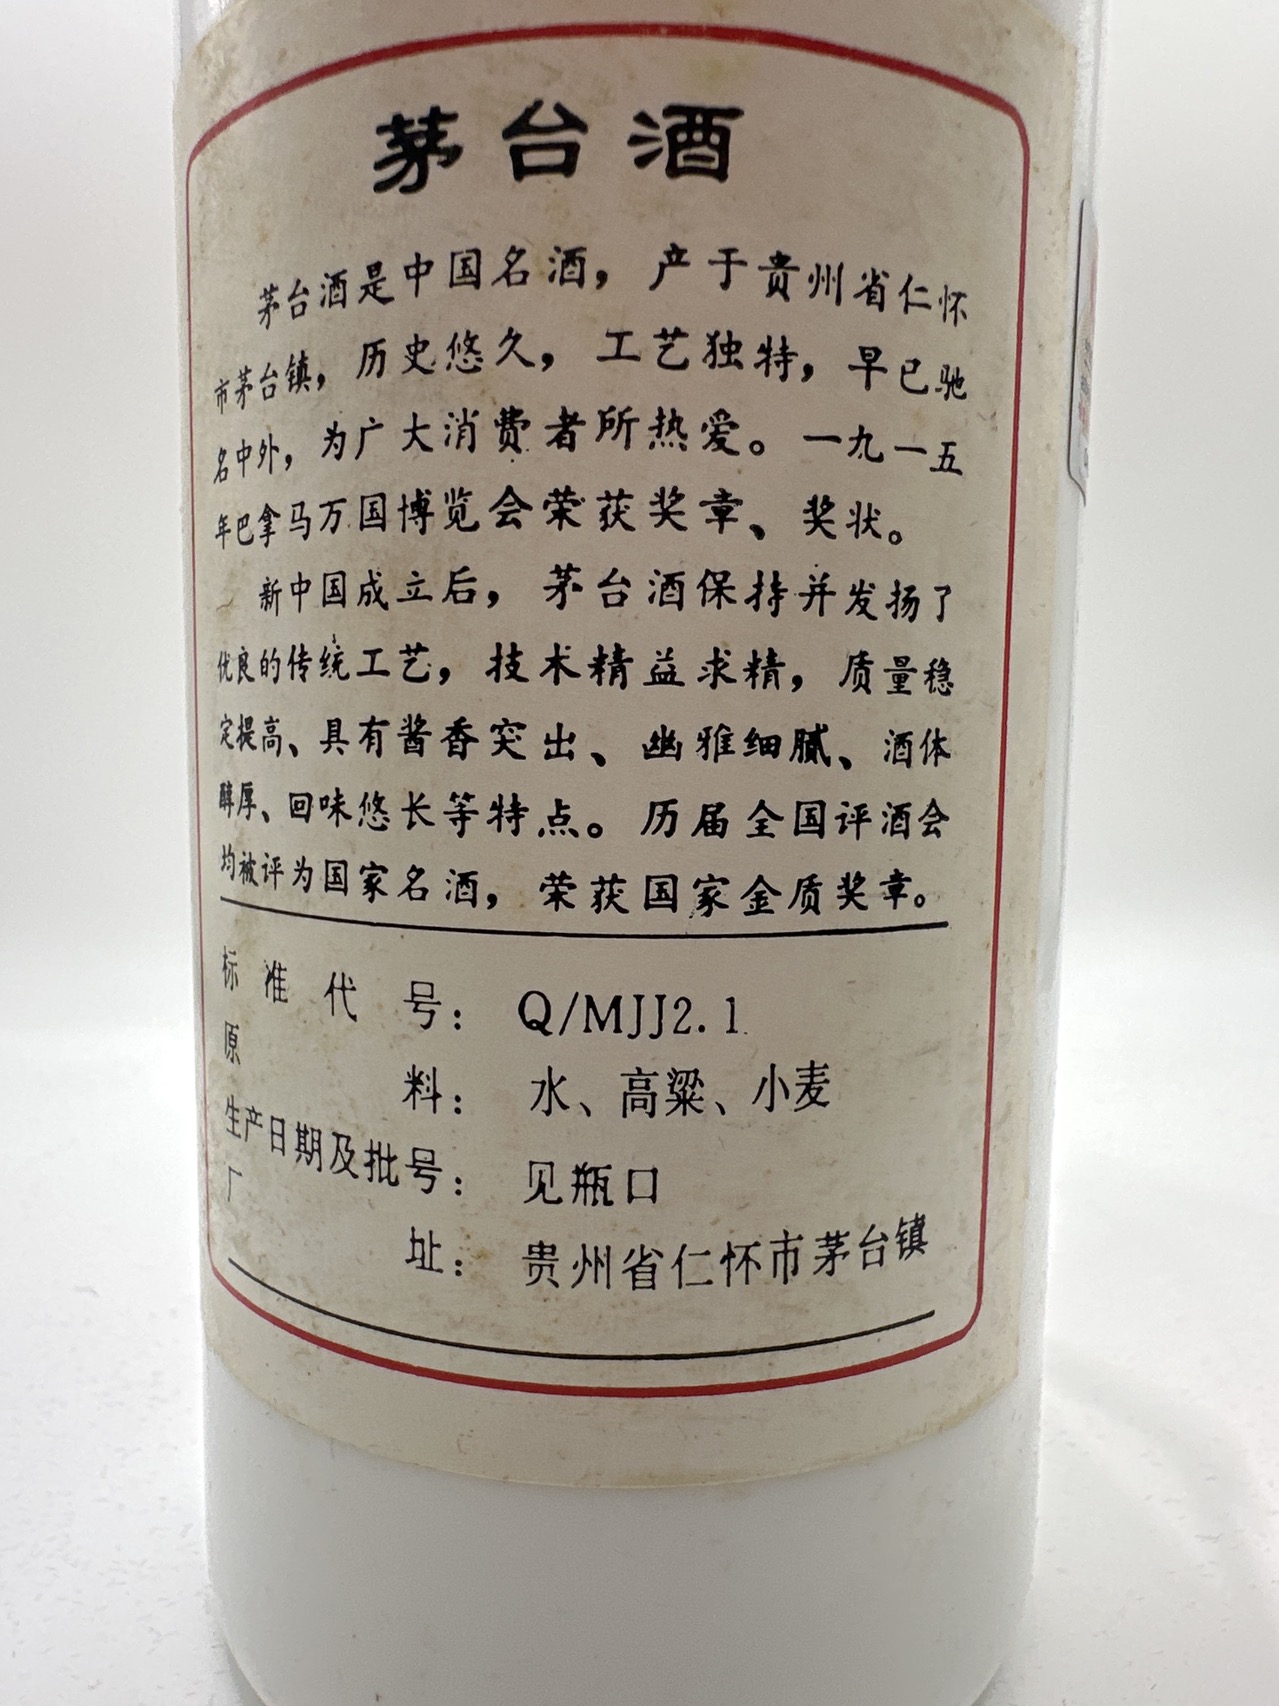 茅台酒
茅台酒是中国名酒，产于贵州省仁怀
市茅台镇，历史悠久，工艺独特，早已驰
名中外，为广大消费者所热爱。一九一五
年巴拿马万国博览会荣获奖章、奖状。
新中国成立后，茅台酒保持并发扬了
优良的传统工艺，技术精益求精，质量稳
定提高、具有酱香突出、幽雅细腻、酒体
醇厚、回味悠长等特点。历届全国评酒会
均被评为国家名酒，荣获国家金质奖章。
标准代号：Q/MJJ2.1
原料：水、高粱、小麦
生产日期及批号：见瓶口
厂址：贵州省仁怀市茅台镇